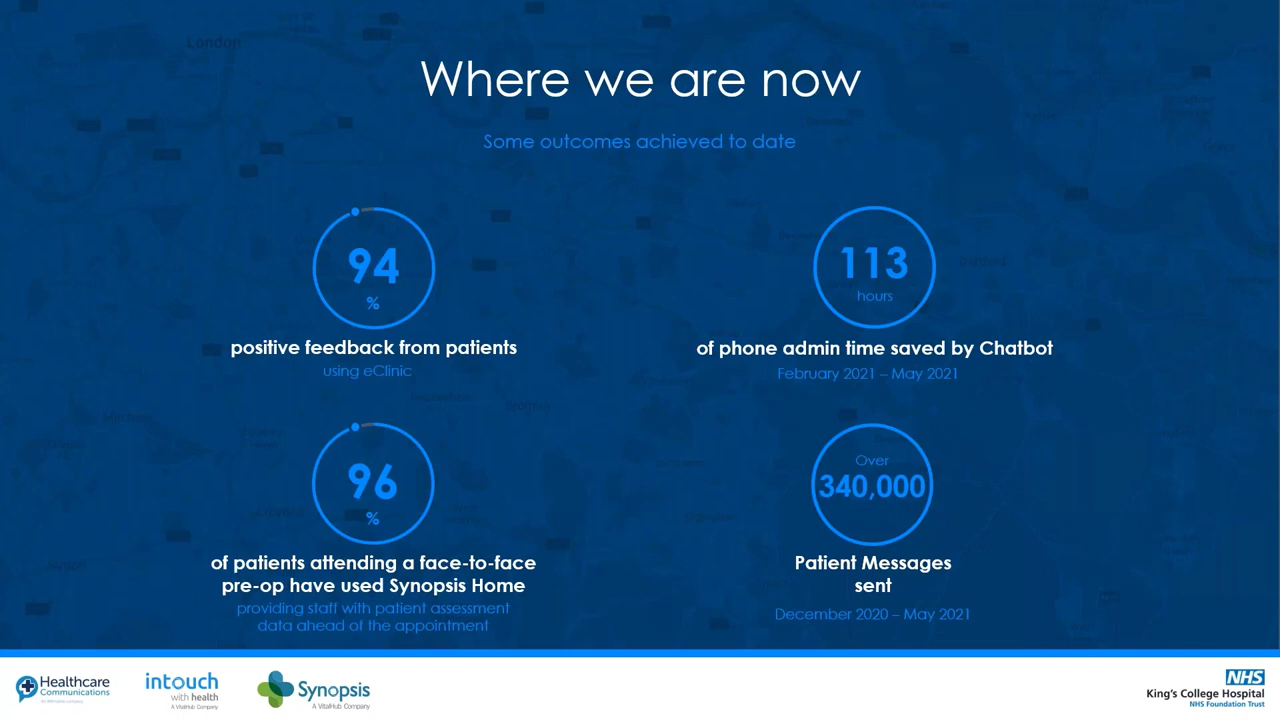 London
Where we are now
Some outcomes achieved to date
94
%
positive feedback from patients
using eClinic
113
hours
of phone admin time saved by Chatbot
February 2021 – May 2021
96
%
of patients attending a face-to-face
pre-op have used Synopsis Home
providing staff with patient assessment
data ahead of the appointment
Over
340,000
Patient Messages
sent
December 2020 – May 2021
Healthcare
Communications
intouch
with health
A VitalHub Company
Synopsis
A VitalHub Company
NHS
King's College Hospital
NHS Foundation Trust